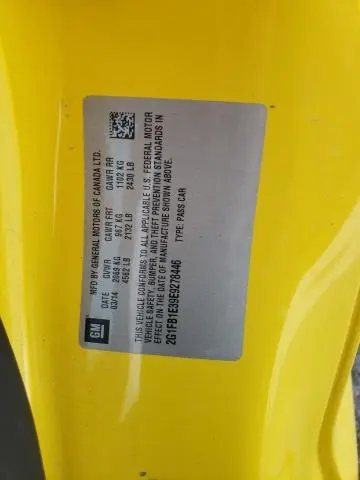 GM
MFD BY GENERAL MOTORS OF CANADA LTD.
DATE GVWR GAWR FRT GAWR RR
03/14 2069 KG 967 KG 1102 KG
4562 LB 2132 LB 2430 LB
THIS VEHICLE CONFORMS TO ALL APPLICABLE U.S. FEDERAL MOTOR
VEHICLE SAFETY, BUMPER, AND THEFT PREVENTION STANDARDS IN
EFFECT ON THE DATE OF MANUFACTURE SHOWN ABOVE.
2G1FB1E39E9278446 TYPE: PASS CAR